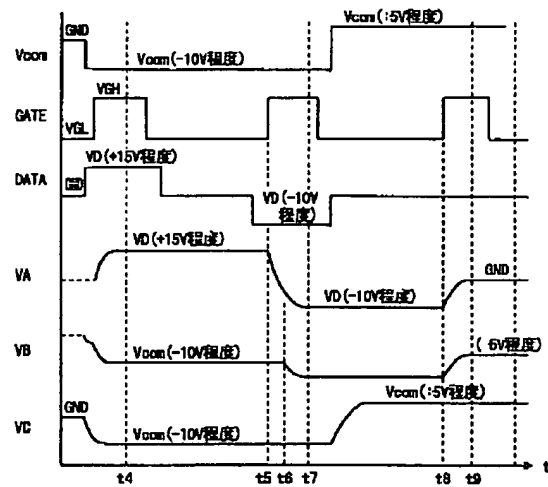 GND
Vcom(:5V程度)
Vcom
Vcom(-10V程度)
VGH
GATE
VGL
VD(+15V程度)
DATA
VD(-10V
程度)
VD(+15V程度)
GND
VA
VD(-10V程度)
VB
Vcom(-10V程度)
(-5V程度)
GND
Vcom(:5V程度)
VC
Vcom(-10V程度)
t4 t5 t6 t7 t8 t9 t